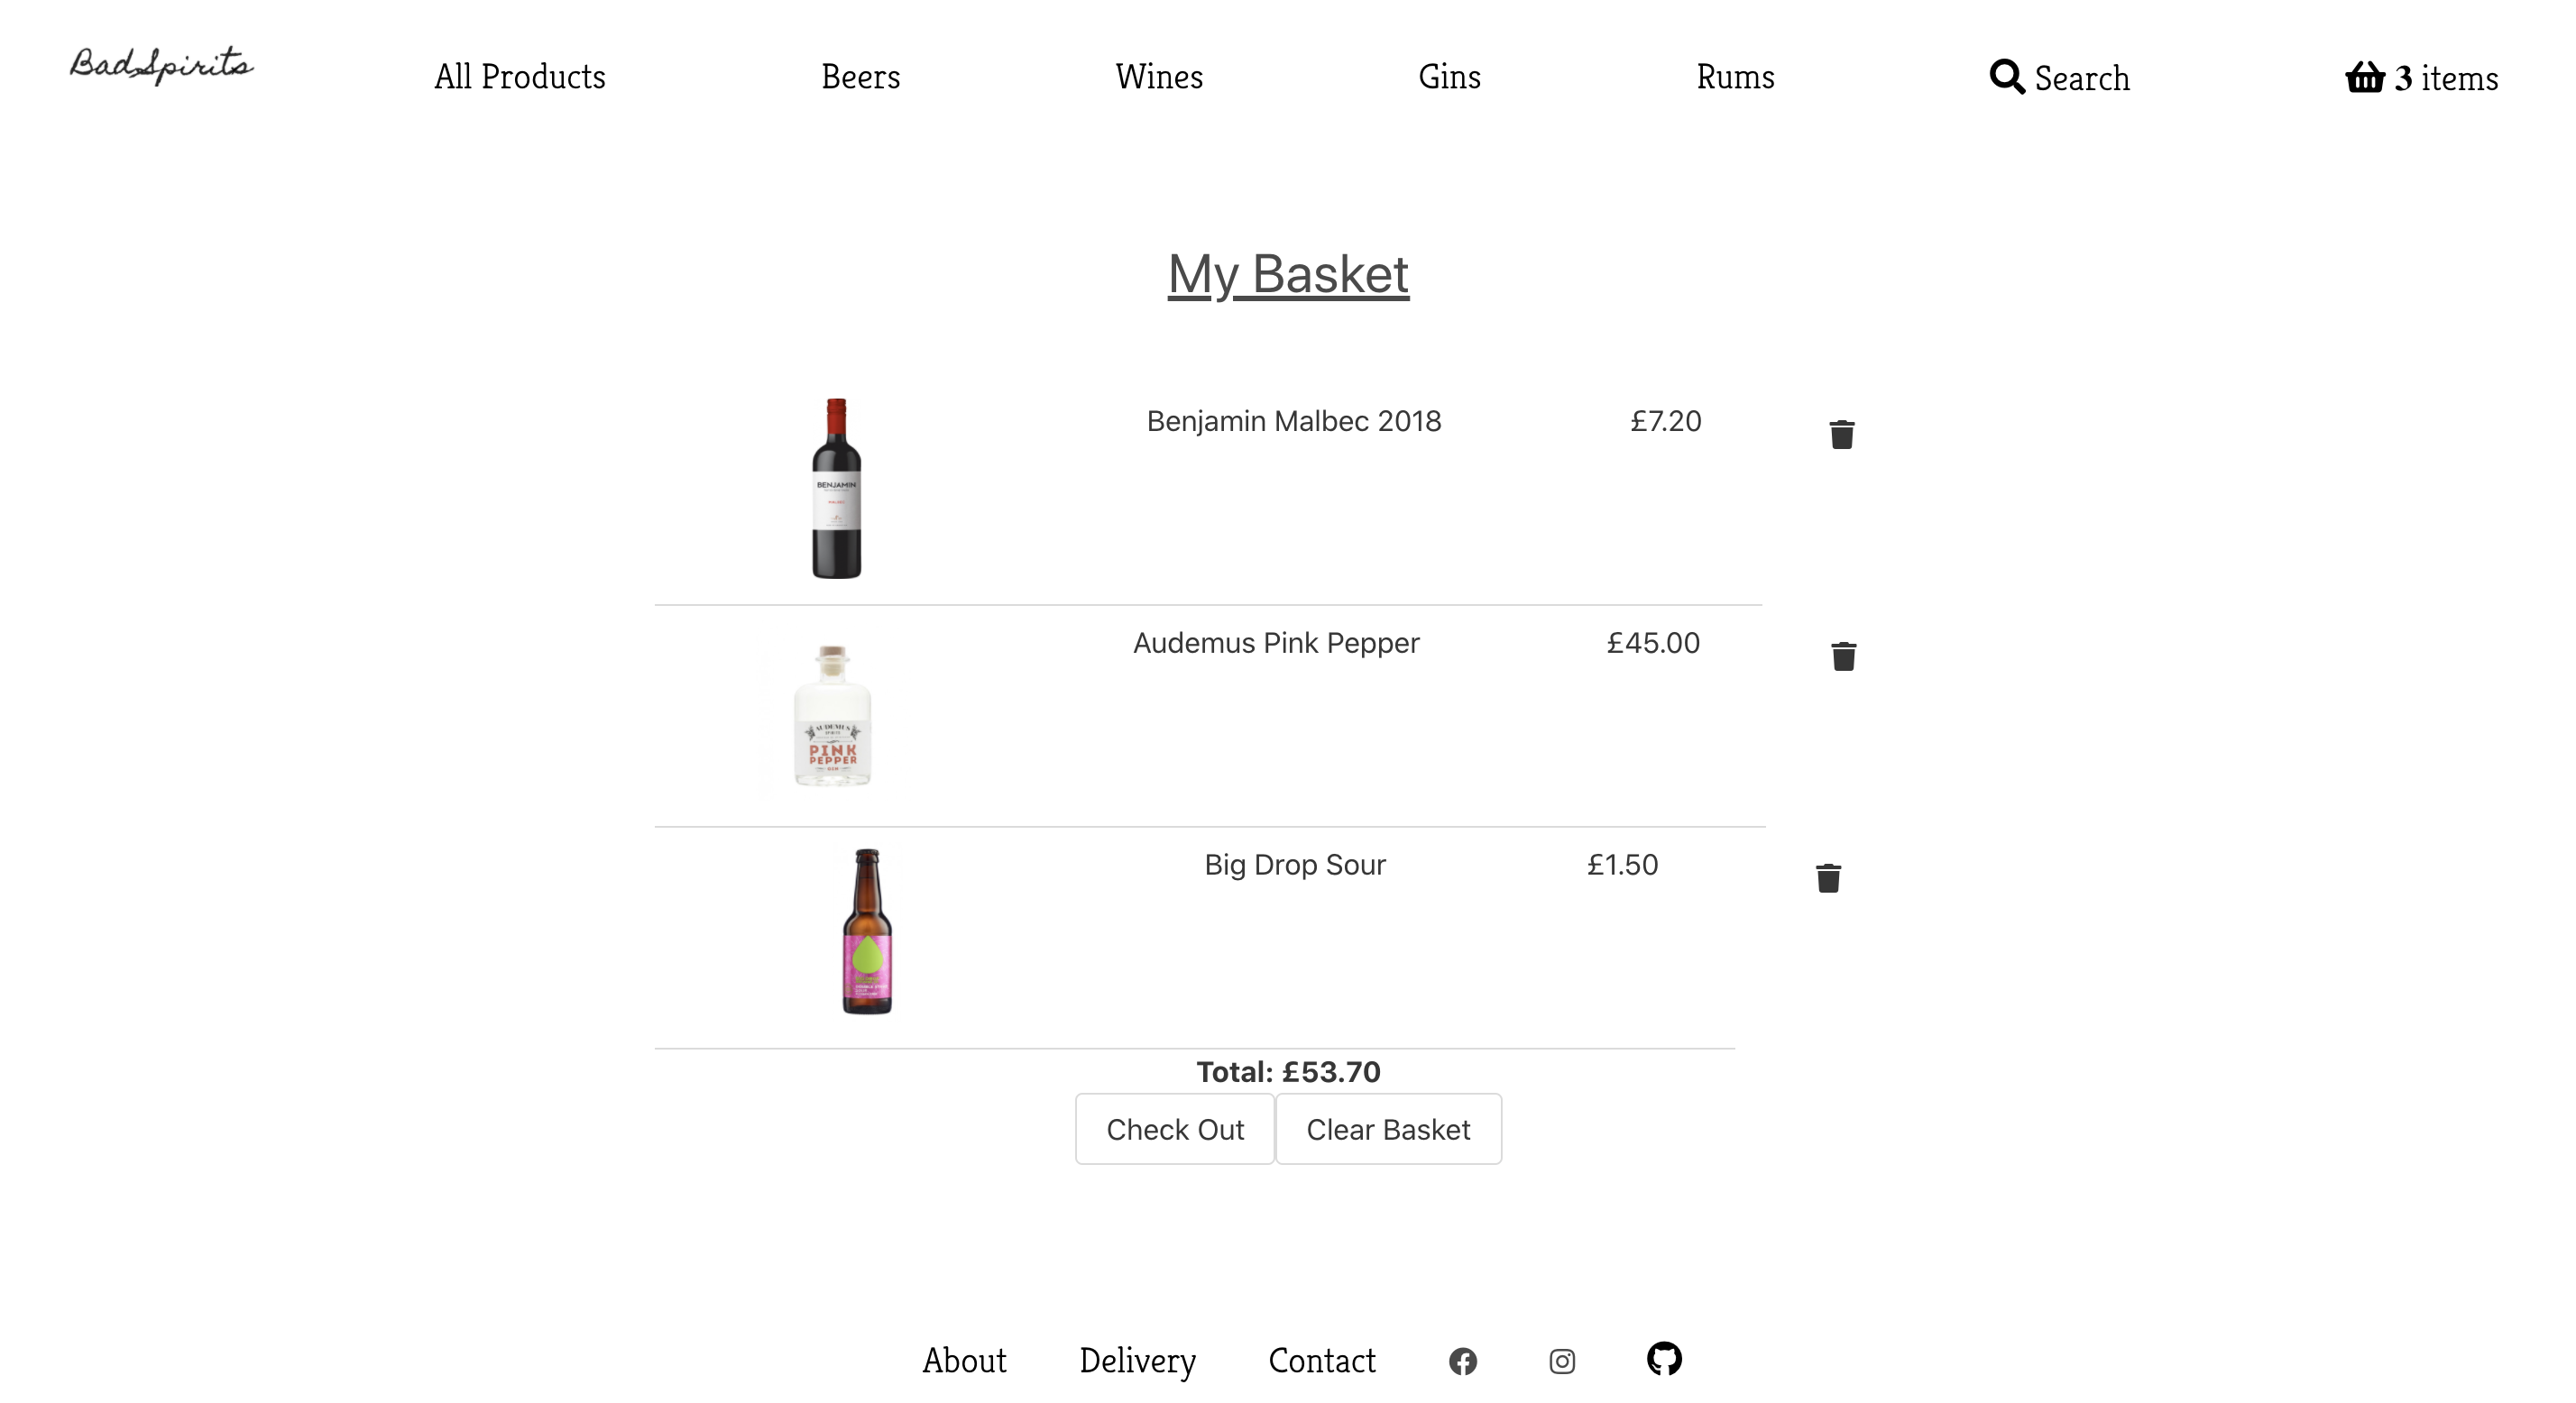 BadSpirits
All Products
Beers
Wines
Gins
Rums
Search
3 items
My Basket
Benjamin Malbec 2018
£7.20
BENJAMIN
MALBEC
Audemus Pink Pepper
£45.00
AUDEMUS
PINK
PEPPER
GIN
Big Drop Sour
£1.50
Total: £53.70
Check Out
Clear Basket
About
Delivery
Contact